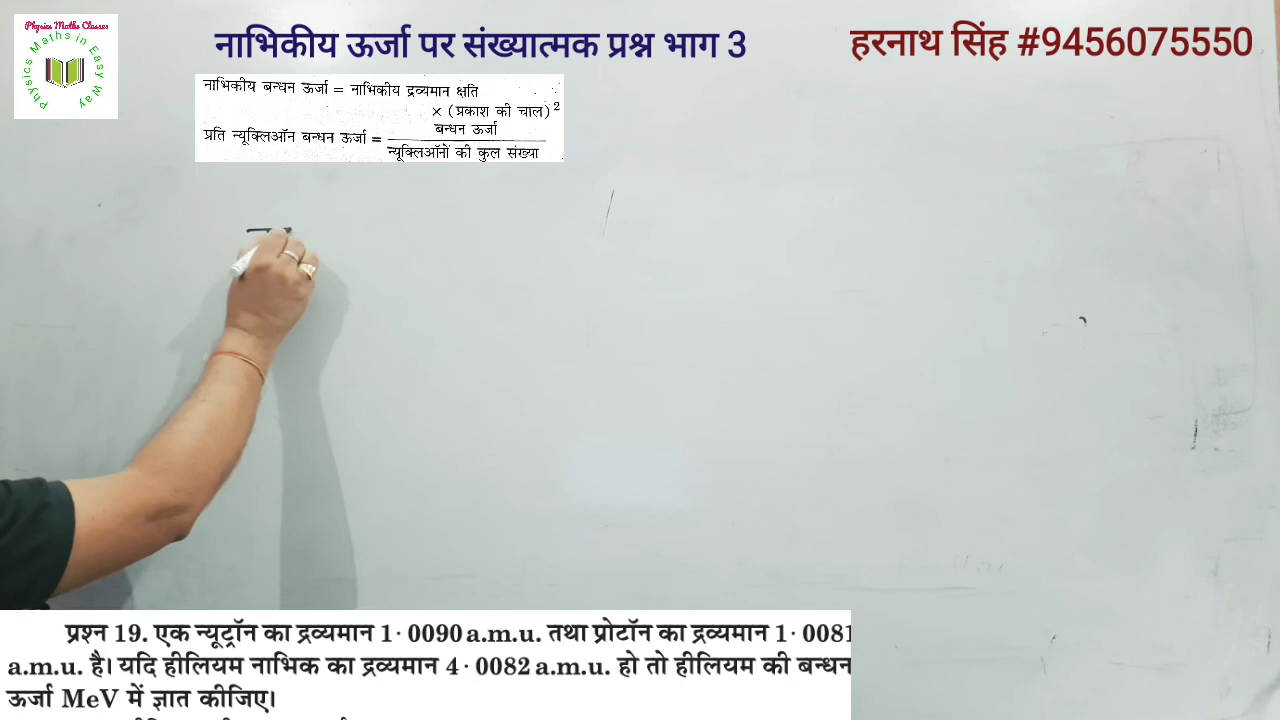 Physics Maths Classes
Physics Maths in Easy Way
नाभिकीय ऊर्जा पर संख्यात्मक प्रश्न भाग 3
हरनाथ सिंह #9456075550
नाभिकीय बन्धन ऊर्जा = नाभिकीय द्रव्यमान क्षति
× (प्रकाश की चाल)²
प्रति न्यूक्लिऑन बन्धन ऊर्जा = बन्धन ऊर्जा
न्यूक्लिऑनों की कुल संख्या
प्रश्न 19. एक न्यूट्रॉन का द्रव्यमान 1·0090 a.m.u. तथा प्रोटॉन का द्रव्यमान 1·0081
a.m.u. है। यदि हीलियम नाभिक का द्रव्यमान 4·0082 a.m.u. हो तो हीलियम की बन्धन
ऊर्जा MeV में ज्ञात कीजिए।